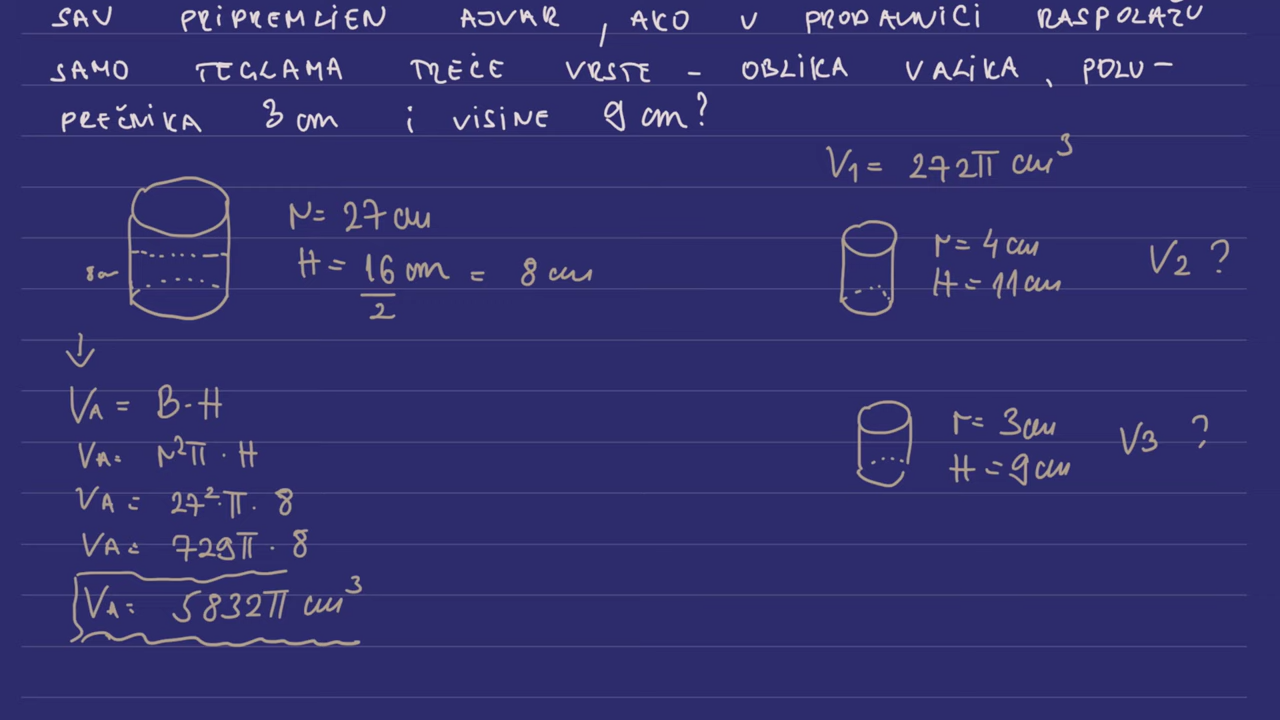 SAV PRIPREMLJEN AJVAR, AKO U PRODAVNICI RASPOLAŽU
SAMO TEGLAMA TREĆE VRSTE - OBLIKA VALJKA, POLU-
PREČNIKA 3 cm i VISINE 9 cm?
V1 = 272π cm³
r = 27 cm
H = 16 cm / 2 = 8 cm
8 cm
r = 4 cm
H = 11 cm
V2 ?
↓
VA = B · H
VA = r²π · H
VA = 27² · π · 8
VA = 729π · 8
VA = 5832π cm³
r = 3 cm
H = 9 cm
V3 ?